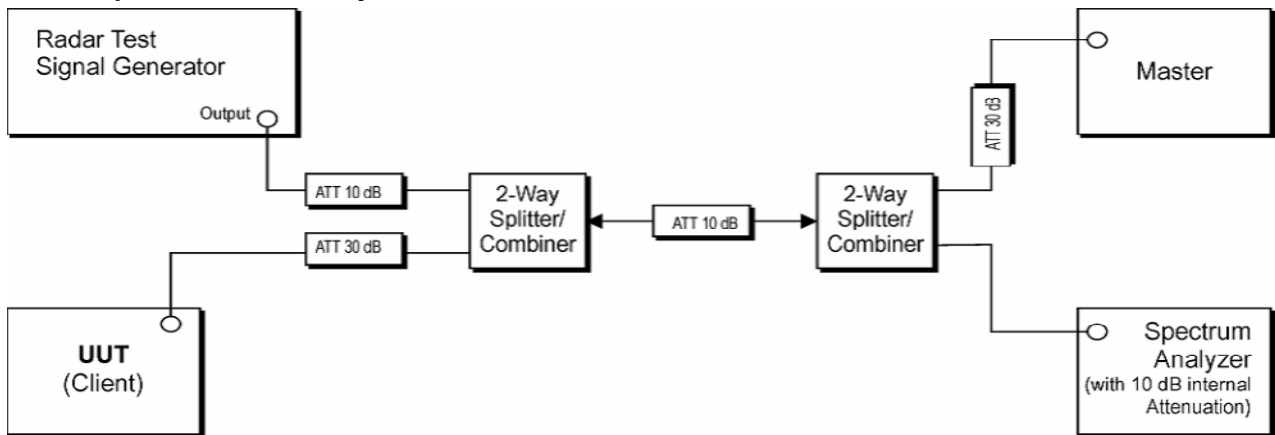 Radar Test
Signal Generator
Output
Master
ATT 30 dB
ATT 10 dB
2-Way
Splitter/
Combiner
ATT 10 dB
2-Way
Splitter/
Combiner
ATT 30 dB
UUT
(Client)
Spectrum
Analyzer
(with 10 dB internal
Attenuation)